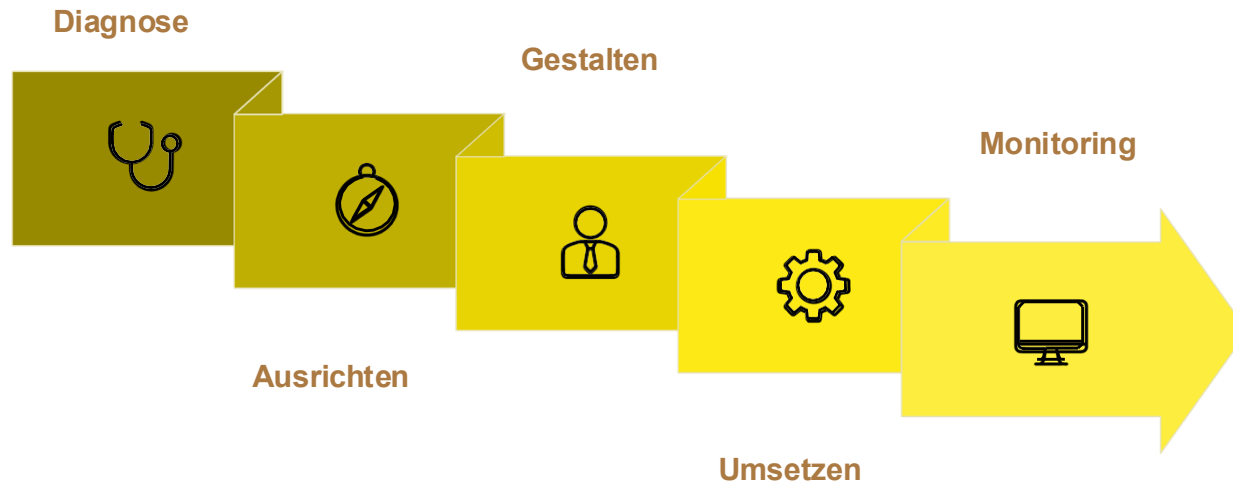 Diagnose
Ausrichten
Gestalten
Umsetzen
Monitoring